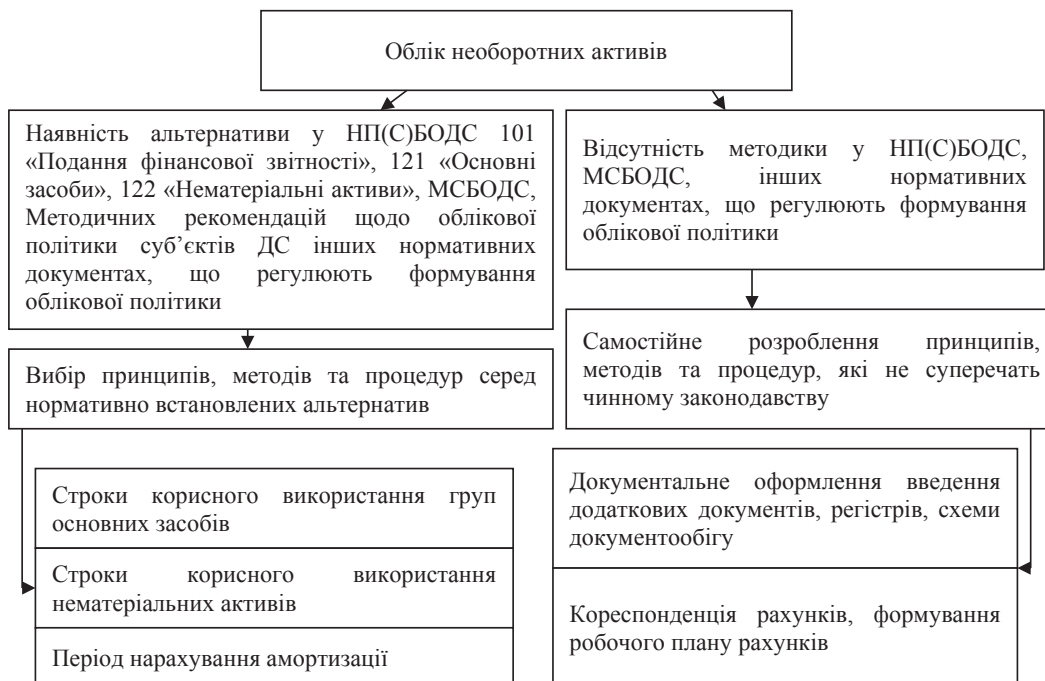 Облік необоротних активів
Наявність альтернативи у НП(С)БОДС 101
«Подання фінансової звітності», 121 «Основні
засоби», 122 «Нематеріальні активи», МСБОДС,
Методичних рекомендацій щодо облікової
політики суб’єктів ДС інших нормативних
документах, що регулюють формування
облікової політики
Відсутність методики у НП(С)БОДС,
МСБОДС, інших нормативних
документах, що регулюють формування
облікової політики
Вибір принципів, методів та процедур серед
нормативно встановлених альтернатив
Самостійне розроблення принципів,
методів та процедур, які не суперечать
чинному законодавству
Строки корисного використання груп
основних засобів
Строки корисного використання
нематеріальних активів
Період нарахування амортизації
Документальне оформлення введення
додаткових документів, регістрів, схеми
документообігу
Кореспонденція рахунків, формування
робочого плану рахунків